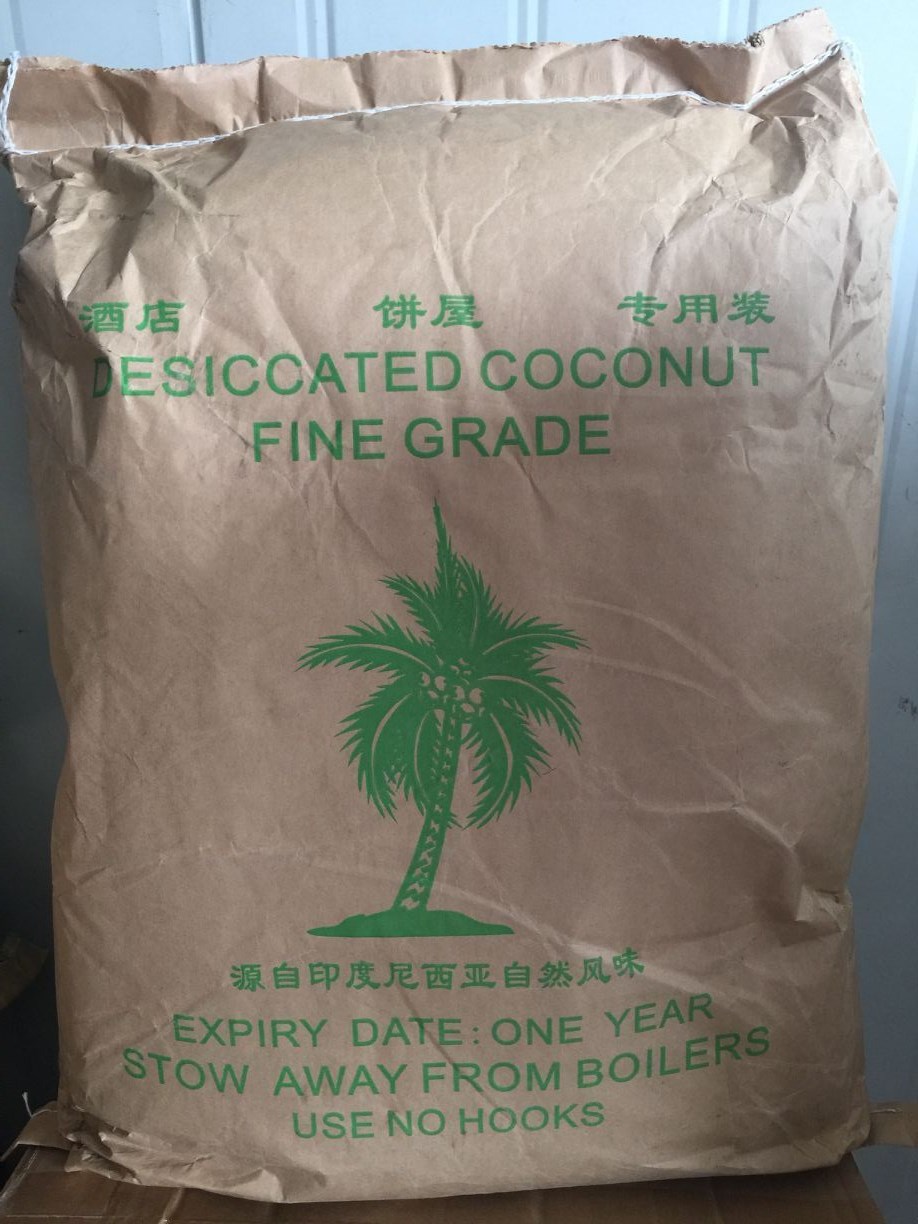 酒店 饼屋 专用装
DESICCATED COCONUT
FINE GRADE
源自印度尼西亚自然风味
EXPIRY DATE: ONE YEAR
STOW AWAY FROM BOILERS
USE NO HOOKS